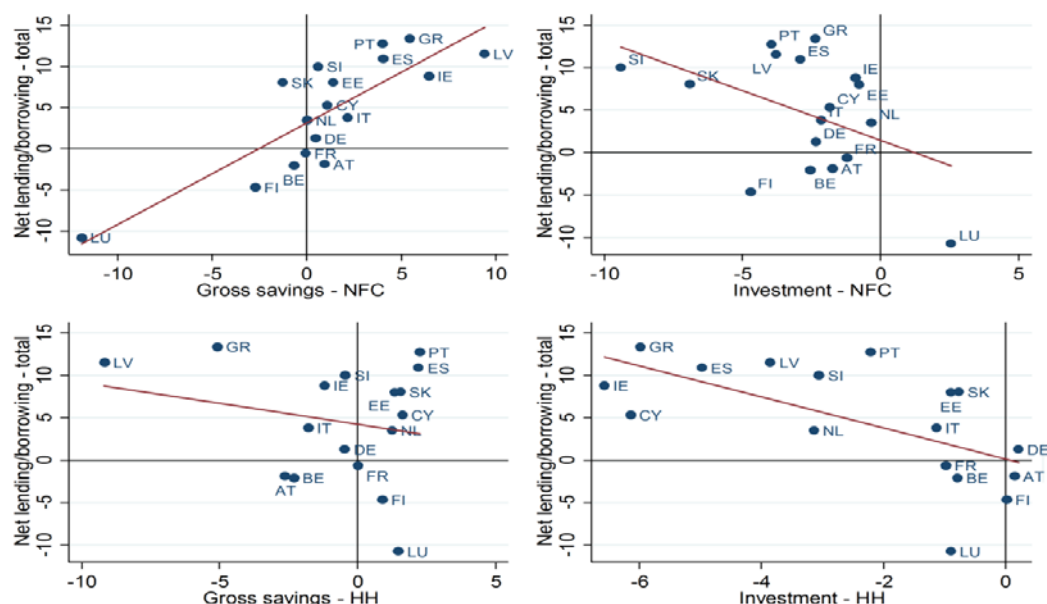 Net lending/borrowing - total
15
10
5
0
-5
-10
PT
GR
ES
LV
SI
IE
SK
EE
CY
IT
NL
DE
FR
AT
BE
FI
LU
-10
-5
0
5
10
Gross savings - NFC
Net lending/borrowing - total
15
10
5
0
-5
-10
PT
GR
SI
LV
ES
SK
IE
EE
CY
IT
NL
DE
FR
BE
AT
FI
LU
-10
-5
0
5
Investment - NFC
Net lending/borrowing - total
15
10
5
0
-5
-10
GR
PT
LV
ES
SI
IE
SK
EE
CY
IT
NL
DE
FR
AT
BE
FI
LU
-10
-5
0
5
Gross savings - HH
Net lending/borrowing - total
15
10
5
0
-5
-10
GR
PT
ES
LV
SI
IE
SK
EE
CY
NL
IT
DE
FR
BE
AT
FI
LU
-6
-4
-2
0
Investment - HH